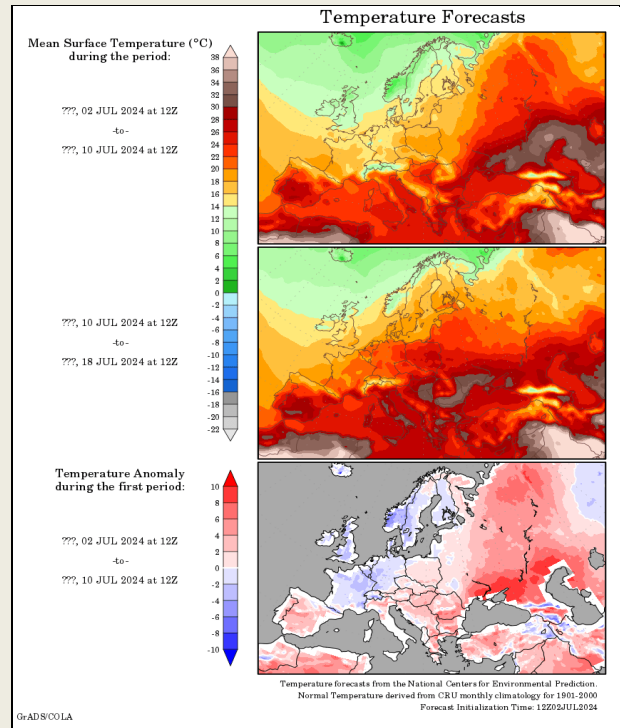 Temperature Forecasts
Mean Surface Temperature (°C)
during the period:
38
36
34
32
30
28
26
24
22
20
18
16
14
12
10
8
6
4
2
0
-2
-4
-6
-8
-10
-12
-14
-16
-18
-20
-22
???, 02 JUL 2024 at 12Z
-to-
???, 10 JUL 2024 at 12Z
???, 10 JUL 2024 at 12Z
-to-
???, 18 JUL 2024 at 12Z
Temperature Anomaly
during the first period:
10
8
6
4
2
0
-2
-4
-6
-8
-10
???, 02 JUL 2024 at 12Z
-to-
???, 10 JUL 2024 at 12Z
Temperature forecasts from the National Centers for Environmental Prediction.
Normal Temperature derived from CRU monthly climatology for 1901-2000
Forecast Initialization Time: 12Z02JUL2024
GrADS/COLA